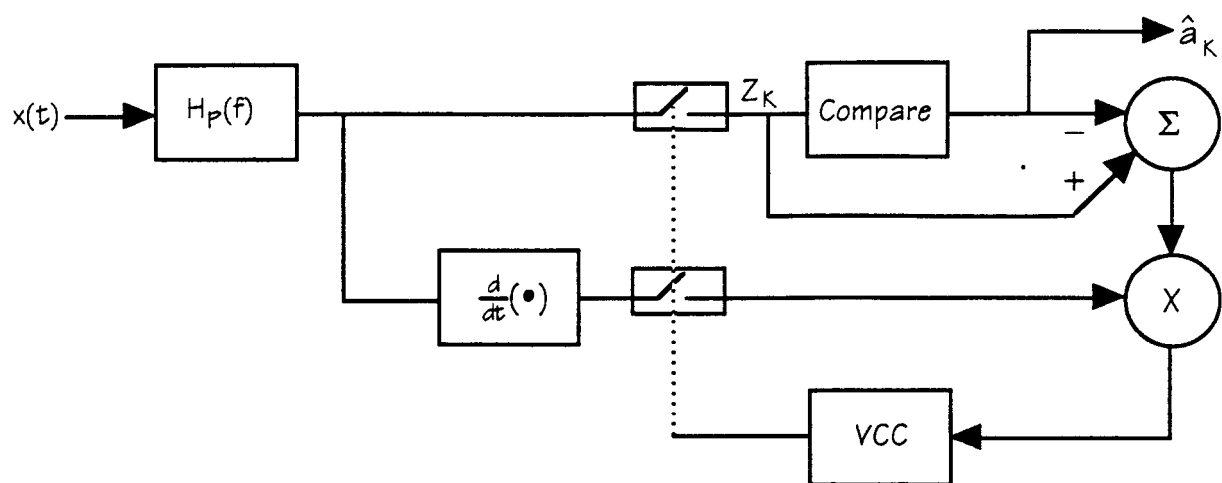 â_K
x(t)
H_P(f)
Z_K
Compare
−
Σ
+
d/dt(•)
X
VCC